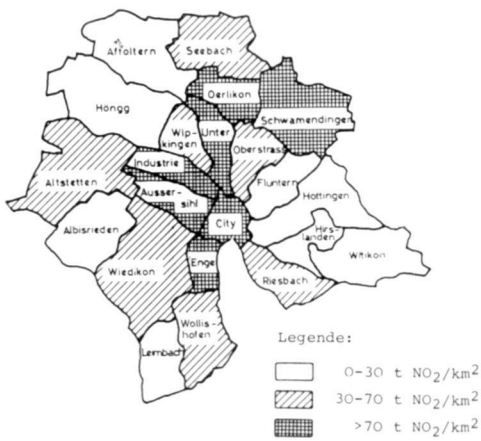 Affoltern
Seebach
Oerlikon
Höngg
Schwamendingen
Wip-
kingen
Unter
Oberstrass
Industrie
Fluntern
Altstetten
Ausser-
sihl
Hottingen
City
Albisrieden
Hirs-
landen
Witikon
Enge
Wiedikon
Riesbach
Wollis-
hofen
Leimbach
Legende:
0-30 t NO₂/km²
30-70 t NO₂/km²
>70 t NO₂/km²